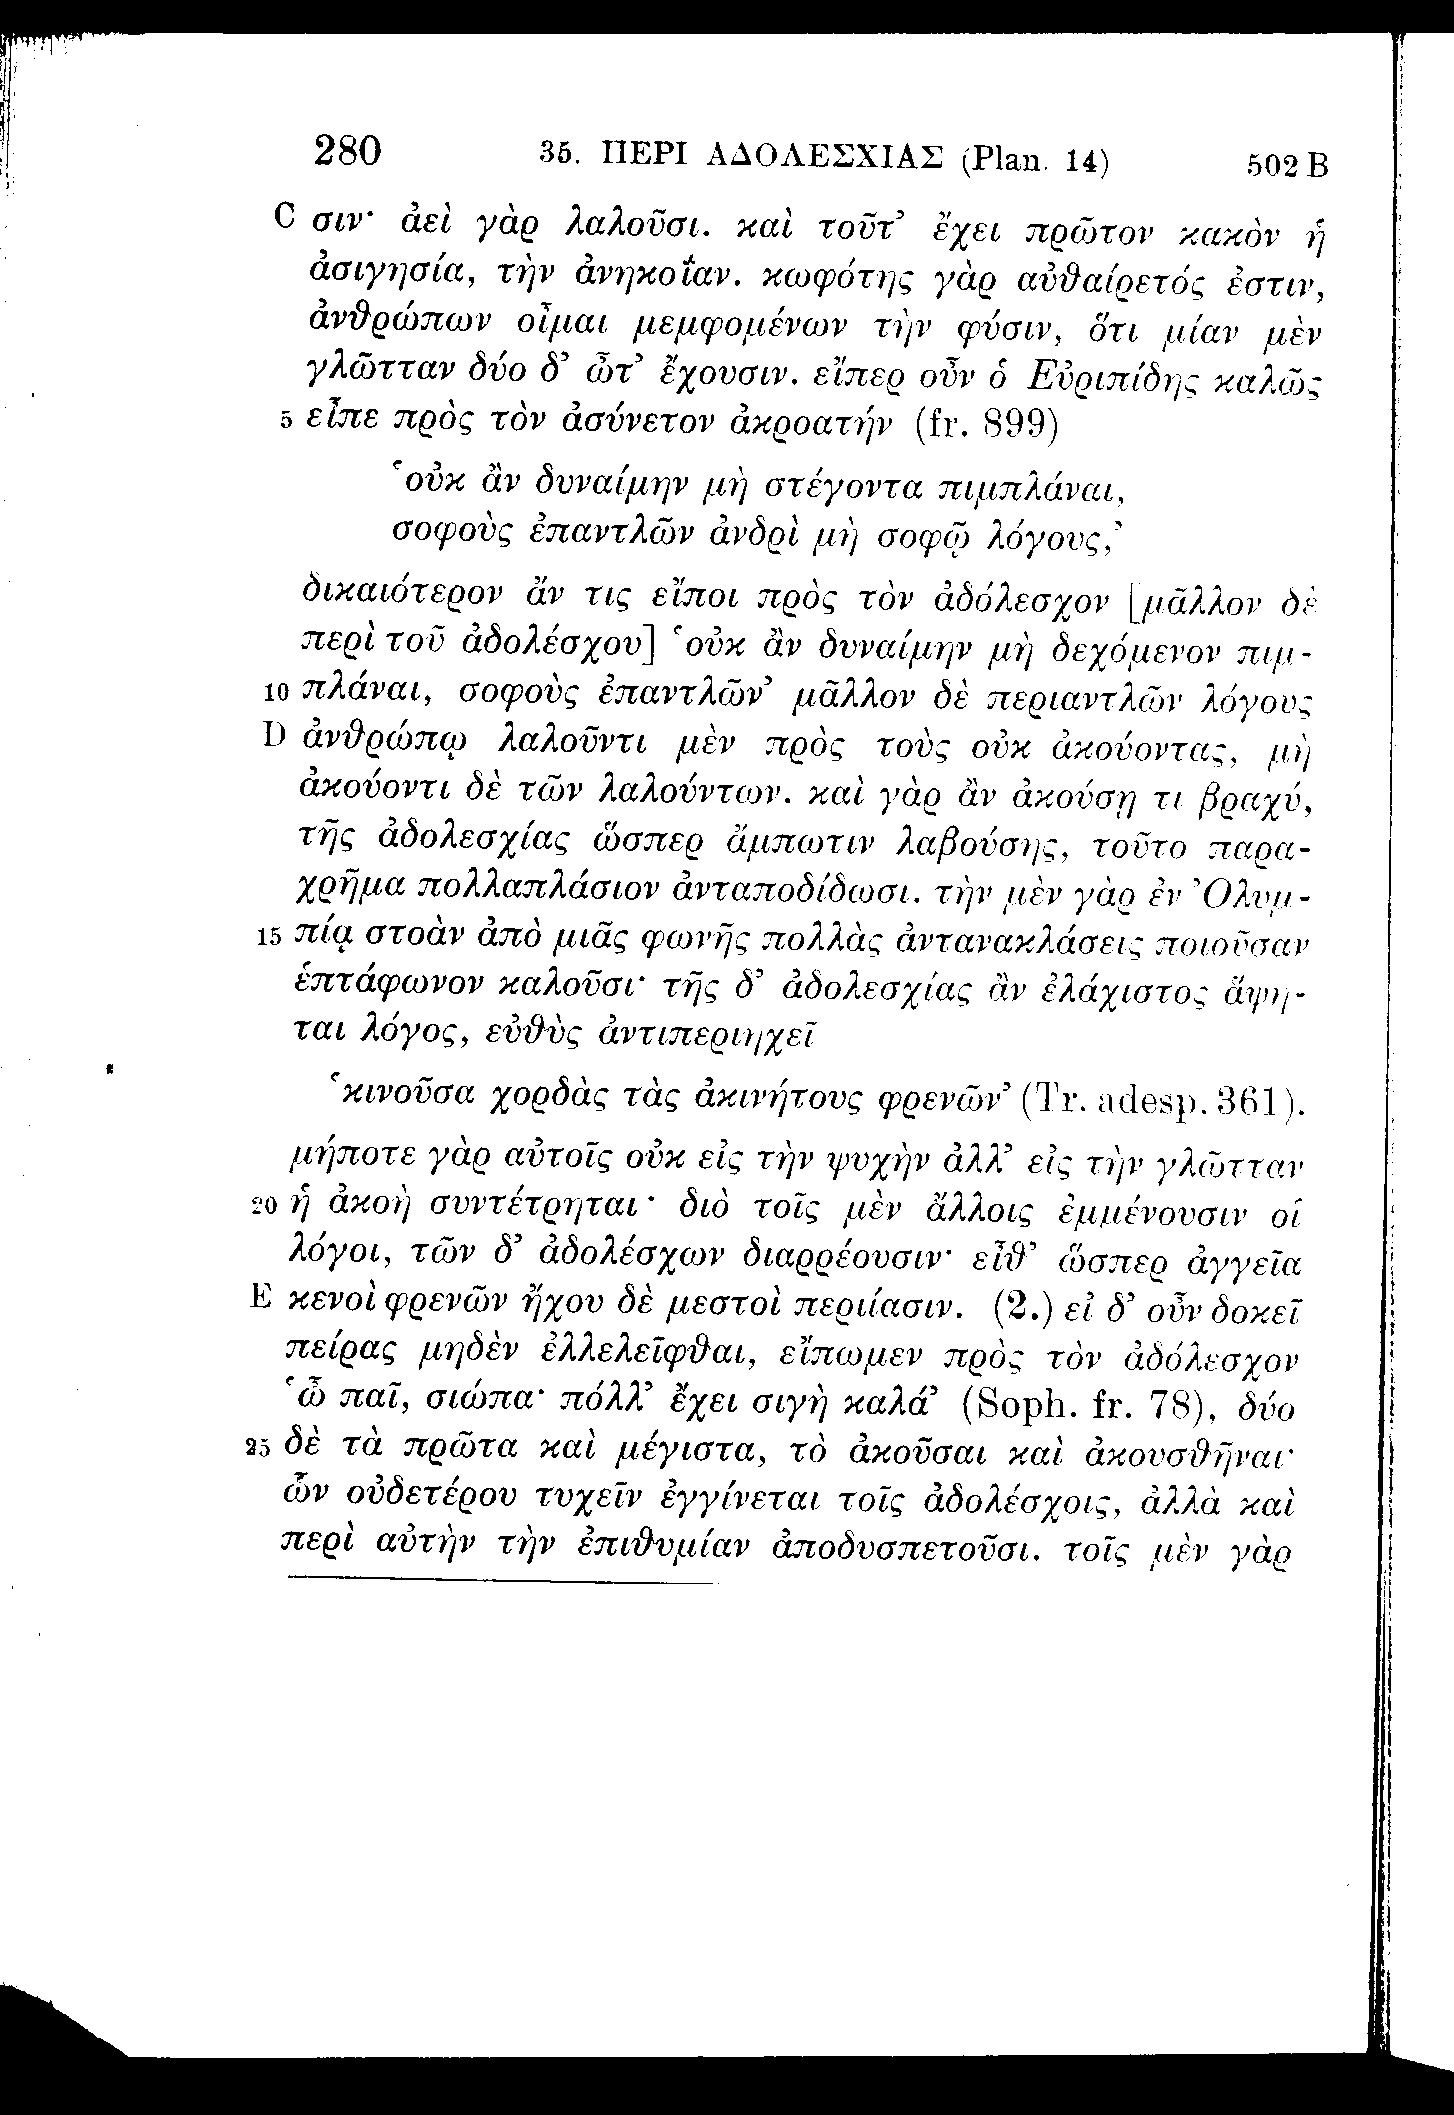 280 35. ΠΕΡΙ ΑΔΟΛΕΣΧΙΑΣ (Plan. 14) 502 B
C σιν· ἀεὶ γὰρ λαλοῦσι. καὶ τοῦτ’ ἔχει πρῶτον κακὸν ἡ
ἀσιγησία, τὴν ἀνηκοΐαν. κωφότης γὰρ αὐθαίρετός ἐστιν,
ἀνθρώπων οἶμαι μεμφομένων τὴν φύσιν, ὅτι μίαν μὲν
γλῶτταν δύο δ’ ὦτ’ ἔχουσιν. εἴπερ οὖν ὁ Εὐριπίδης καλῶς
5 εἶπε πρὸς τὸν ἀσύνετον ἀκροατήν (fr. 899)
‘οὐκ ἂν δυναίμην μὴ στέγοντα πιμπλάναι,
σοφοὺς ἐπαντλῶν ἀνδρὶ μὴ σοφῷ λόγους,’
δικαιότερον ἄν τις εἴποι πρὸς τὸν ἀδόλεσχον [μᾶλλον δὲ
περὶ τοῦ ἀδολέσχου] ‘οὐκ ἂν δυναίμην μὴ δεχόμενον πιμ-
10 πλάναι, σοφοὺς ἐπαντλῶν’ μᾶλλον δὲ περιαντλῶν λόγους
D ἀνθρώπῳ λαλοῦντι μὲν πρὸς τοὺς οὐκ ἀκούοντας, μὴ
ἀκούοντι δὲ τῶν λαλούντων. καὶ γὰρ ἂν ἀκούσῃ τι βραχύ,
τῆς ἀδολεσχίας ὥσπερ ἄμπωτιν λαβούσης, τοῦτο παρα-
χρῆμα πολλαπλάσιον ἀνταποδίδωσι. τὴν μὲν γὰρ ἐν Ὀλυμ-
15 πίᾳ στοὰν ἀπὸ μιᾶς φωνῆς πολλὰς ἀντανακλάσεις ποιοῦσαν
ἑπτάφωνον καλοῦσι· τῆς δ’ ἀδολεσχίας ἂν ἐλάχιστος ἅψη-
ται λόγος, εὐθὺς ἀντιπεριηχεῖ
‘κινοῦσα χορδὰς τὰς ἀκινήτους φρενῶν’ (Tr. adesp. 361).
μήποτε γὰρ αὐτοῖς οὐκ εἰς τὴν ψυχὴν ἀλλ’ εἰς τὴν γλῶτταν
20 ἡ ἀκοὴ συντέτρηται· διὸ τοῖς μὲν ἄλλοις ἐμμένουσιν οἱ
λόγοι, τῶν δ’ ἀδολέσχων διαρρέουσιν· εἶθ’ ὥσπερ ἀγγεῖα
E κενοὶ φρενῶν ἤχου δὲ μεστοὶ περιίασιν. (2.) εἰ δ’ οὖν δοκεῖ
πείρας μηδὲν ἐλλελεῖφθαι, εἴπωμεν πρὸς τὸν ἀδόλεσχον
‘ὦ παῖ, σιώπα· πόλλ’ ἔχει σιγὴ καλά’ (Soph. fr. 78), δύο
25 δὲ τὰ πρῶτα καὶ μέγιστα, τὸ ἀκοῦσαι καὶ ἀκουσθῆναι·
ὧν οὐδετέρου τυχεῖν ἐγγίνεται τοῖς ἀδολέσχοις, ἀλλὰ καὶ
περὶ αὐτὴν τὴν ἐπιθυμίαν ἀποδυσπετοῦσι. τοῖς μὲν γὰρ